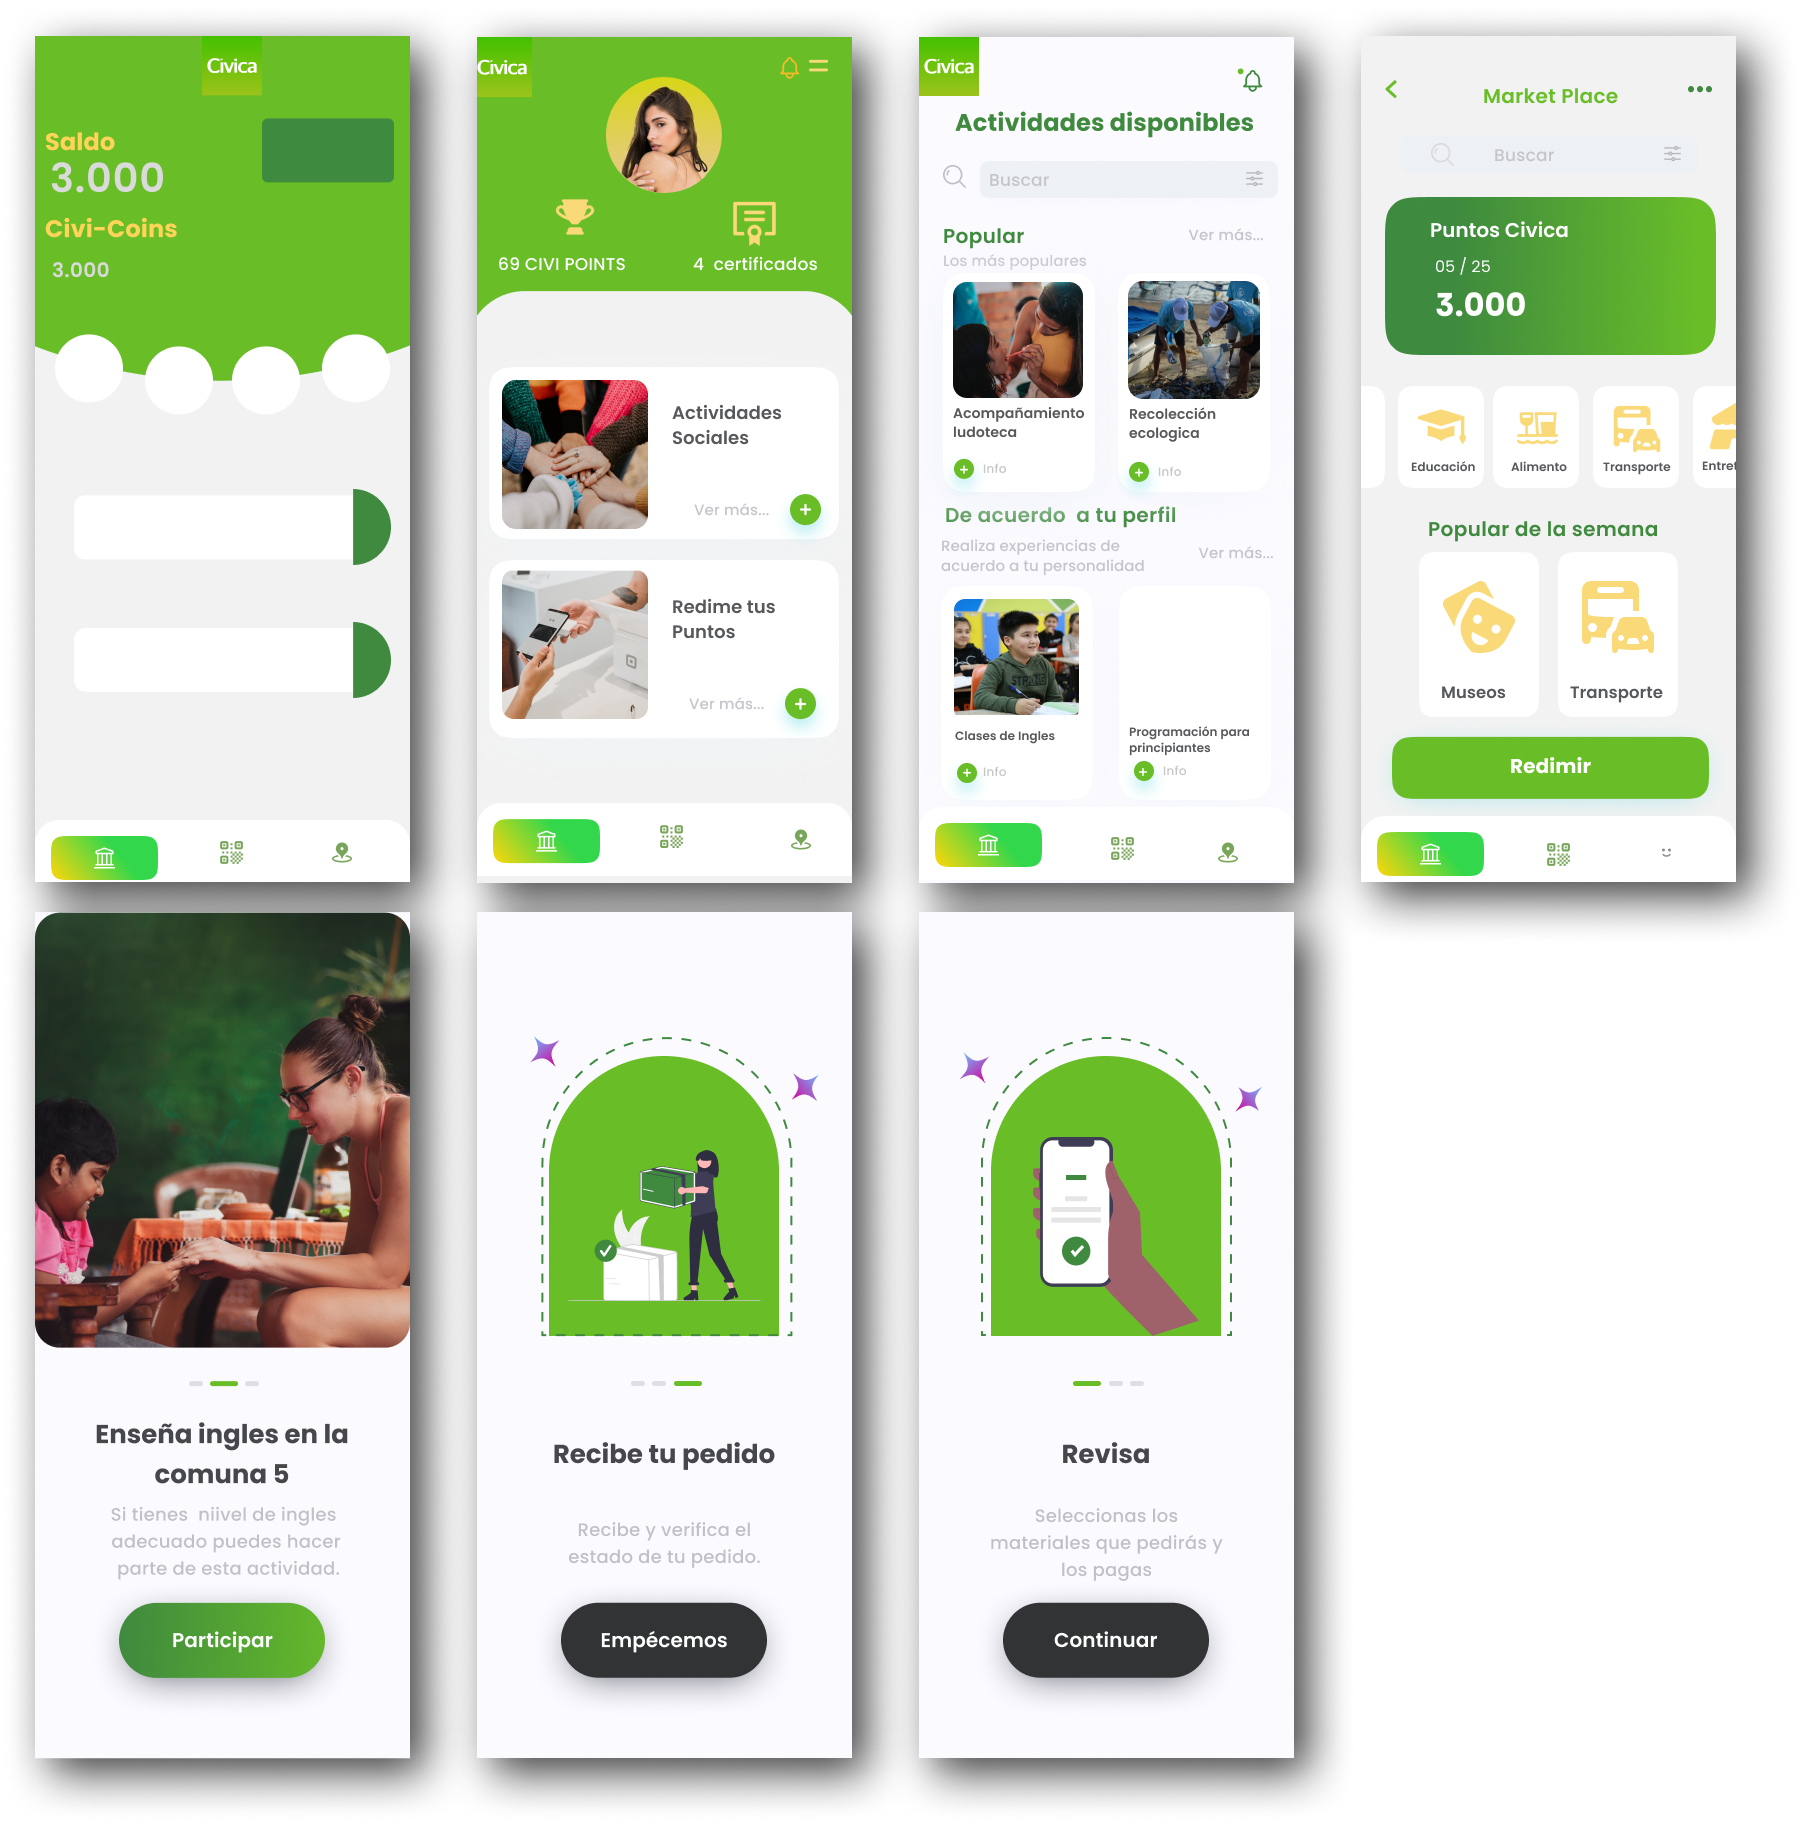 Cívica
Saldo
3.000
Civi-Coins
3.000
Cívica
69 CIVI POINTS
4 certificados
Actividades
Sociales
Ver más...
Redime tus
Puntos
Ver más...
Cívica
Actividades disponibles
Buscar
Popular
Ver más...
Los más populares
Acompañamiento
ludoteca
Info
Recolección
ecologica
Info
De acuerdo a tu perfil
Realiza experiencias de
acuerdo a tu personalidad
Ver más...
Clases de Ingles
Info
Programación para
principiantes
Info
Market Place
Buscar
Puntos Civica
05 / 25
3.000
Educación
Alimento
Transporte
Entret
Popular de la semana
Museos
Transporte
Redimir
Enseña ingles en la
comuna 5
Si tienes niivel de ingles
adecuado puedes hacer
parte de esta actividad.
Participar
Recibe tu pedido
Recibe y verifica el
estado de tu pedido.
Empécemos
Revisa
Seleccionas los
materiales que pedirás y
los pagas
Continuar